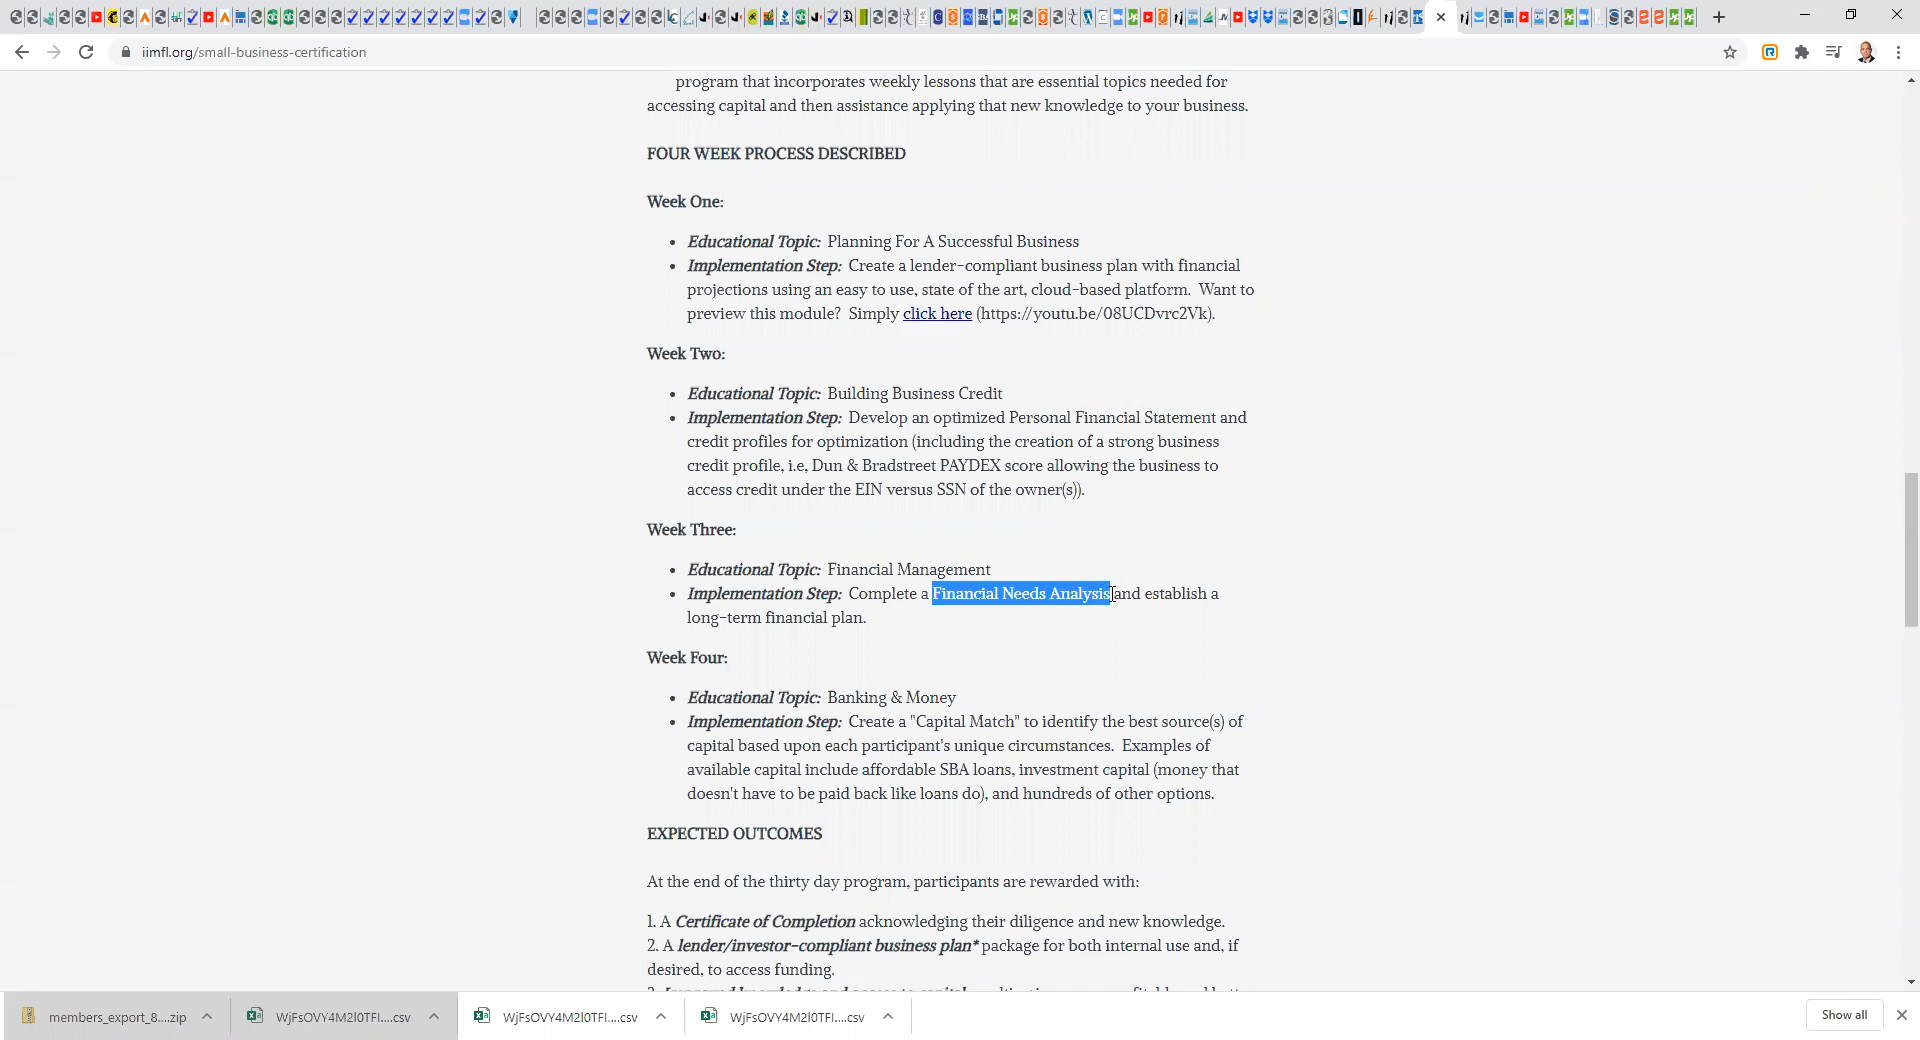 iimfl.org/small-business-certification
program that incorporates weekly lessons that are essential topics needed for
accessing capital and then assistance applying that new knowledge to your business.
FOUR WEEK PROCESS DESCRIBED
Week One:
Educational Topic: Planning For A Successful Business
Implementation Step: Create a lender-compliant business plan with financial
projections using an easy to use, state of the art, cloud-based platform. Want to
preview this module? Simply click here (https://youtu.be/08UCDvrc2Vk).
Week Two:
Educational Topic: Building Business Credit
Implementation Step: Develop an optimized Personal Financial Statement and
credit profiles for optimization (including the creation of a strong business
credit profile, i.e, Dun & Bradstreet PAYDEX score allowing the business to
access credit under the EIN versus SSN of the owner(s)).
Week Three:
Educational Topic: Financial Management
Implementation Step: Complete a Financial Needs Analysis and establish a
long-term financial plan.
Week Four:
Educational Topic: Banking & Money
Implementation Step: Create a "Capital Match" to identify the best source(s) of
capital based upon each participant's unique circumstances. Examples of
available capital include affordable SBA loans, investment capital (money that
doesn't have to be paid back like loans do), and hundreds of other options.
EXPECTED OUTCOMES
At the end of the thirty day program, participants are rewarded with:
1. A Certificate of Completion acknowledging their diligence and new knowledge.
2. A lender/investor-compliant business plan* package for both internal use and, if
desired, to access funding.
members_export_8....zip WjFsOVY4M2l0TFl....csv WjFsOVY4M2l0TFl....csv WjFsOVY4M2l0TFl....csv Show all